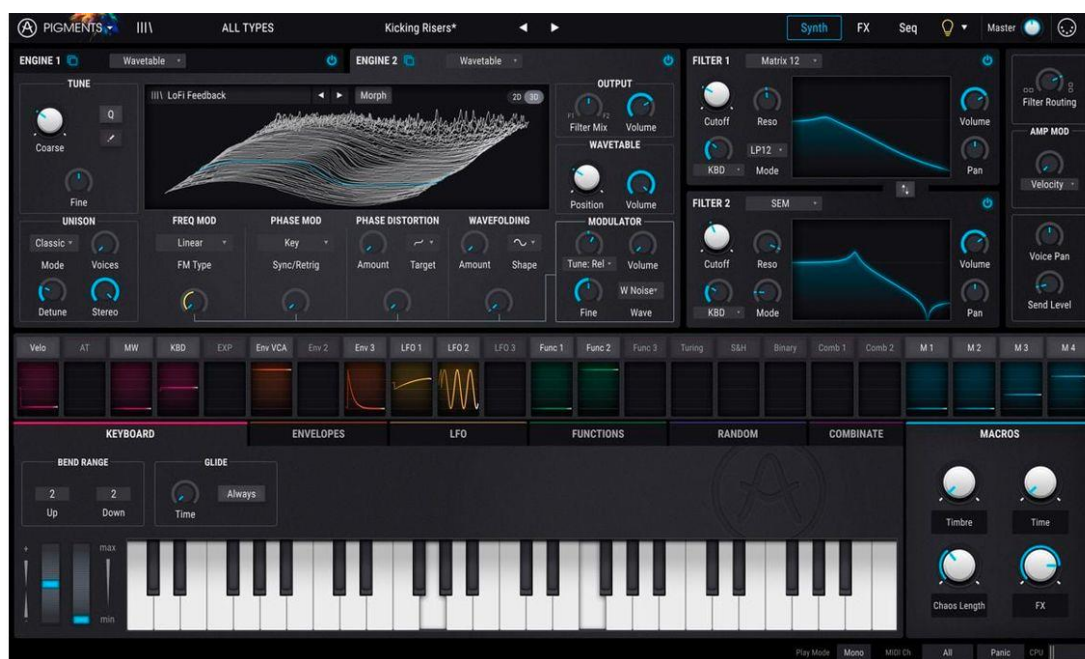 PIGMENTS ALL TYPES Kicking Risers* Synth FX Seq Master
ENGINE 1 Wavetable ENGINE 2 Wavetable FILTER 1 Matrix 12
TUNE OUTPUT
LoFi Feedback Morph 2D 3D
Q
Coarse F1 F2 Filter Mix Volume Cutoff Reso Volume Filter Routing
WAVETABLE AMP MOD
LP12
Fine Position Volume KBD Mode Pan Velocity
UNISON FREQ MOD PHASE MOD PHASE DISTORTION WAVEFOLDING MODULATOR FILTER 2 SEM
Classic Linear Key
Mode Voices FM Type Sync/Retrig Amount Target Amount Shape Tune: Rel Volume Cutoff Reso Volume Voice Pan
W Noise
Detune Stereo Fine Wave KBD Mode Pan Send Level
Velo AT MW KBD EXP Env VCA Env 2 Env 3 LFO 1 LFO 2 LFO 3 Func 1 Func 2 Func 3 Turing S&H Binary Comb 1 Comb 2 M 1 M 2 M 3 M 4
KEYBOARD ENVELOPES LFO FUNCTIONS RANDOM COMBINATE MACROS
BEND RANGE GLIDE
2 2 Always
Up Down Time
Timbre Time
+ max
- min
Chaos Length FX
Play Mode Mono MIDI Ch All Panic CPU